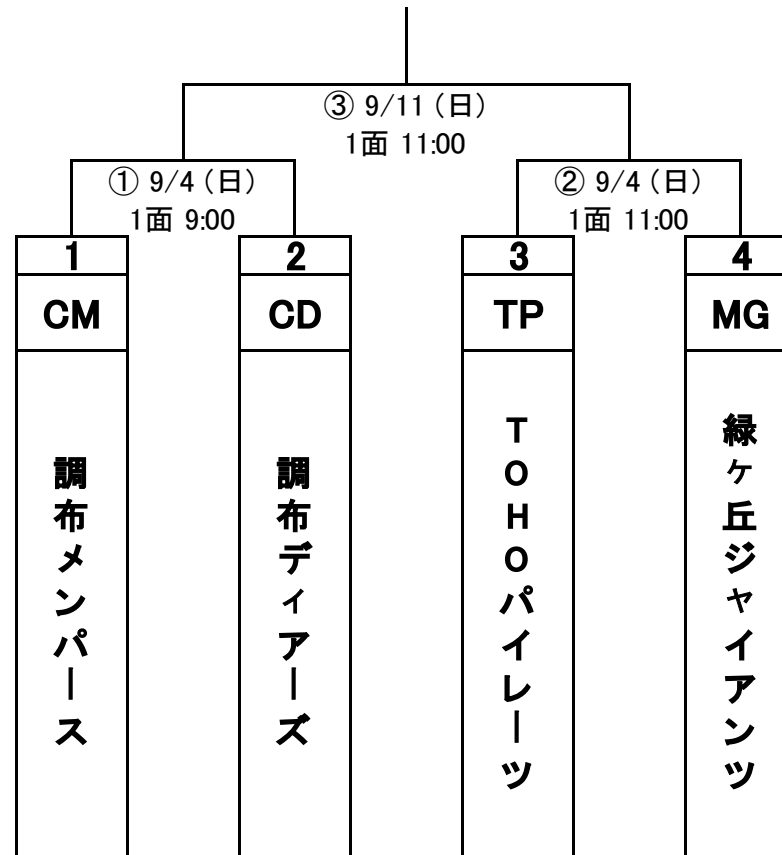 ③ 9/11（日）
1面 11:00
① 9/4（日）
1面 9:00
② 9/4（日）
1面 11:00
1
2
3
4
CM
CD
TP
MG
調布メンパース
調布ディアーズ
TOHOパイレーツ
緑ヶ丘ジャイアンツ